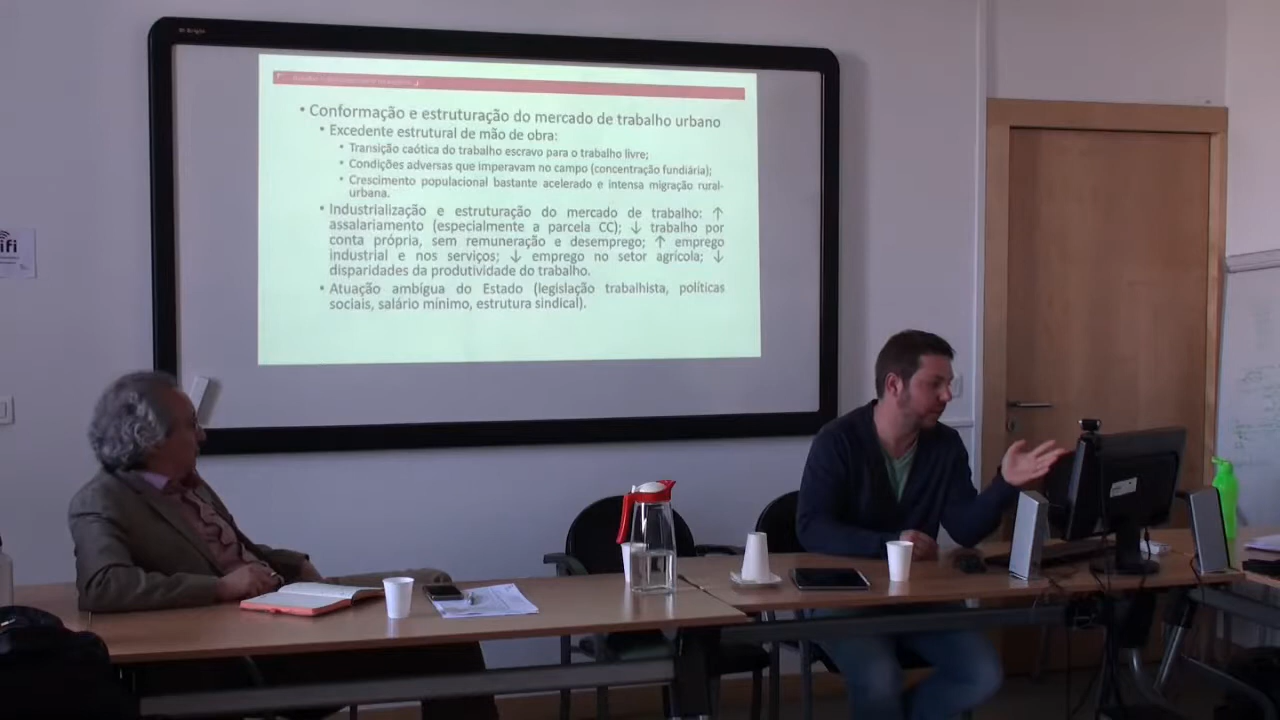 • Conformação e estruturação do mercado de trabalho urbano
• Excedente estrutural de mão de obra:
• Transição caótica do trabalho escravo para o trabalho livre;
• Condições adversas que imperavam no campo (concentração fundiária);
• Crescimento populacional bastante acelerado e intensa migração rural-
urbana.
• Industrialização e estruturação do mercado de trabalho: ↑
assalariamento (especialmente a parcela CC); ↓ trabalho por
conta própria, sem remuneração e desemprego; ↑ emprego
industrial e nos serviços; ↓ emprego no setor agrícola; ↓
disparidades da produtividade do trabalho.
• Atuação ambígua do Estado (legislação trabalhista, políticas
sociais, salário mínimo, estrutura sindical).
ifi